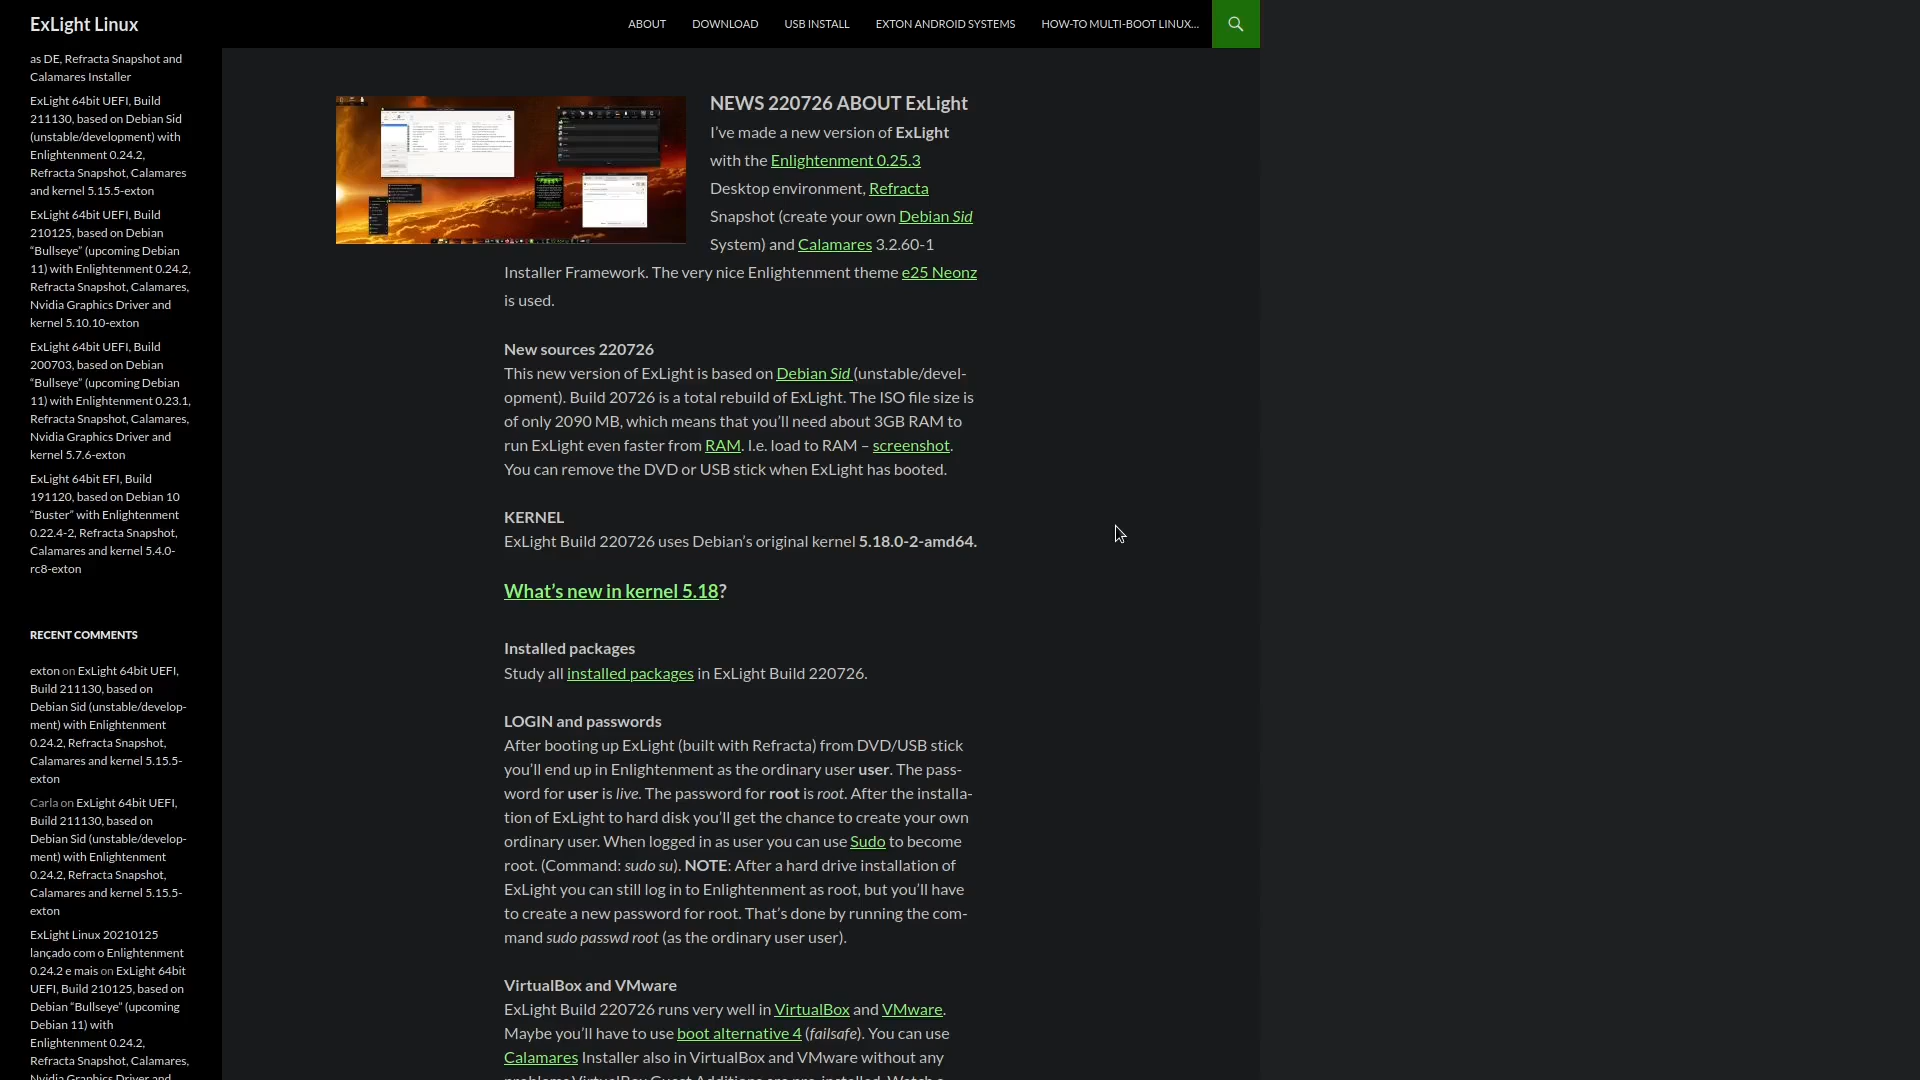 ExLight Linux
ABOUT
DOWNLOAD
USB INSTALL
EXTON ANDROID SYSTEMS
HOW-TO MULTI-BOOT LINUX…
as DE, Refracta Snapshot and
Calamares Installer
ExLight 64bit UEFI, Build
211130, based on Debian Sid
(unstable/development) with
Enlightenment 0.24.2,
Refracta Snapshot, Calamares
and kernel 5.15.5-exton
ExLight 64bit UEFI, Build
210125, based on Debian
“Bullseye” (upcoming Debian
11) with Enlightenment 0.24.2,
Refracta Snapshot, Calamares,
Nvidia Graphics Driver and
kernel 5.10.10-exton
ExLight 64bit UEFI, Build
200703, based on Debian
“Bullseye” (upcoming Debian
11) with Enlightenment 0.23.1,
Refracta Snapshot, Calamares,
Nvidia Graphics Driver and
kernel 5.7.6-exton
ExLight 64bit EFI, Build
191120, based on Debian 10
“Buster” with Enlightenment
0.22.4-2, Refracta Snapshot,
Calamares and kernel 5.4.0-
rc8-exton
RECENT COMMENTS
exton on ExLight 64bit UEFI,
Build 211130, based on
Debian Sid (unstable/develop-
ment) with Enlightenment
0.24.2, Refracta Snapshot,
Calamares and kernel 5.15.5-
exton
Carla on ExLight 64bit UEFI,
Build 211130, based on
Debian Sid (unstable/develop-
ment) with Enlightenment
0.24.2, Refracta Snapshot,
Calamares and kernel 5.15.5-
exton
ExLight Linux 20210125
lançado com o Enlightenment
0.24.2 e mais on ExLight 64bit
UEFI, Build 210125, based on
Debian “Bullseye” (upcoming
Debian 11) with
Enlightenment 0.24.2,
Refracta Snapshot, Calamares,
Nvidia Graphics Driver and
NEWS 220726 ABOUT ExLight
I’ve made a new version of ExLight
with the Enlightenment 0.25.3
Desktop environment, Refracta
Snapshot (create your own Debian Sid
System) and Calamares 3.2.60-1
Installer Framework. The very nice Enlightenment theme e25 Neonz
is used.
New sources 220726
This new version of ExLight is based on Debian Sid (unstable/devel-
opment). Build 20726 is a total rebuild of ExLight. The ISO file size is
of only 2090 MB, which means that you’ll need about 3GB RAM to
run ExLight even faster from RAM. I.e. load to RAM – screenshot.
You can remove the DVD or USB stick when ExLight has booted.
KERNEL
ExLight Build 220726 uses Debian’s original kernel 5.18.0-2-amd64.
What’s new in kernel 5.18?
Installed packages
Study all installed packages in ExLight Build 220726.
LOGIN and passwords
After booting up ExLight (built with Refracta) from DVD/USB stick
you’ll end up in Enlightenment as the ordinary user user. The pass-
word for user is live. The password for root is root. After the installa-
tion of ExLight to hard disk you’ll get the chance to create your own
ordinary user. When logged in as user you can use Sudo to become
root. (Command: sudo su). NOTE: After a hard drive installation of
ExLight you can still log in to Enlightenment as root, but you’ll have
to create a new password for root. That’s done by running the com-
mand sudo passwd root (as the ordinary user user).
VirtualBox and VMware
ExLight Build 220726 runs very well in VirtualBox and VMware.
Maybe you’ll have to use boot alternative 4 (failsafe). You can use
Calamares Installer also in VirtualBox and VMware without any